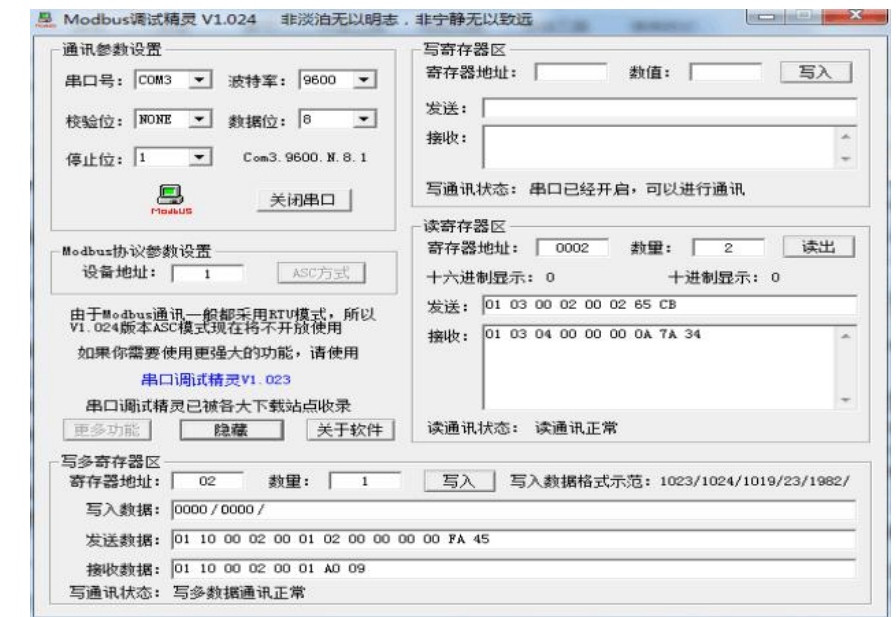 Modbus调试精灵 V1.024 非淡泊无以明志．非宁静无以致远
通讯参数设置
串口号: COM3 波特率: 9600
校验位: NONE 数据位: 8
停止位: 1 Com3.9600.N.8.1
Modbus
关闭串口
Modbus协议参数设置
设备地址: 1 ASC方式
由于Modbus通讯一般都采用RTU模式，所以
V1.024版本ASC模式现在将不开放使用
如果你需要使用更强大的功能，请使用
串口调试精灵V1.023
串口调试精灵已被各大下载站点收录
更多功能 隐藏 关于软件
写寄存器区
寄存器地址: 数值: 写入
发送:
接收:
写通讯状态: 串口已经开启，可以进行通讯
读寄存器区
寄存器地址: 0002 数量: 2 读出
十六进制显示: 0 十进制显示: 0
发送: 01 03 00 02 00 02 65 CB
接收: 01 03 04 00 00 00 0A 7A 34
读通讯状态: 读通讯正常
写多寄存器区
寄存器地址: 02 数量: 1 写入 写入数据格式示范: 1023/1024/1019/23/1982/
写入数据: 0000/0000/
发送数据: 01 10 00 02 00 01 02 00 00 00 00 FA 45
接收数据: 01 10 00 02 00 01 A0 09
写通讯状态: 写多数据通讯正常